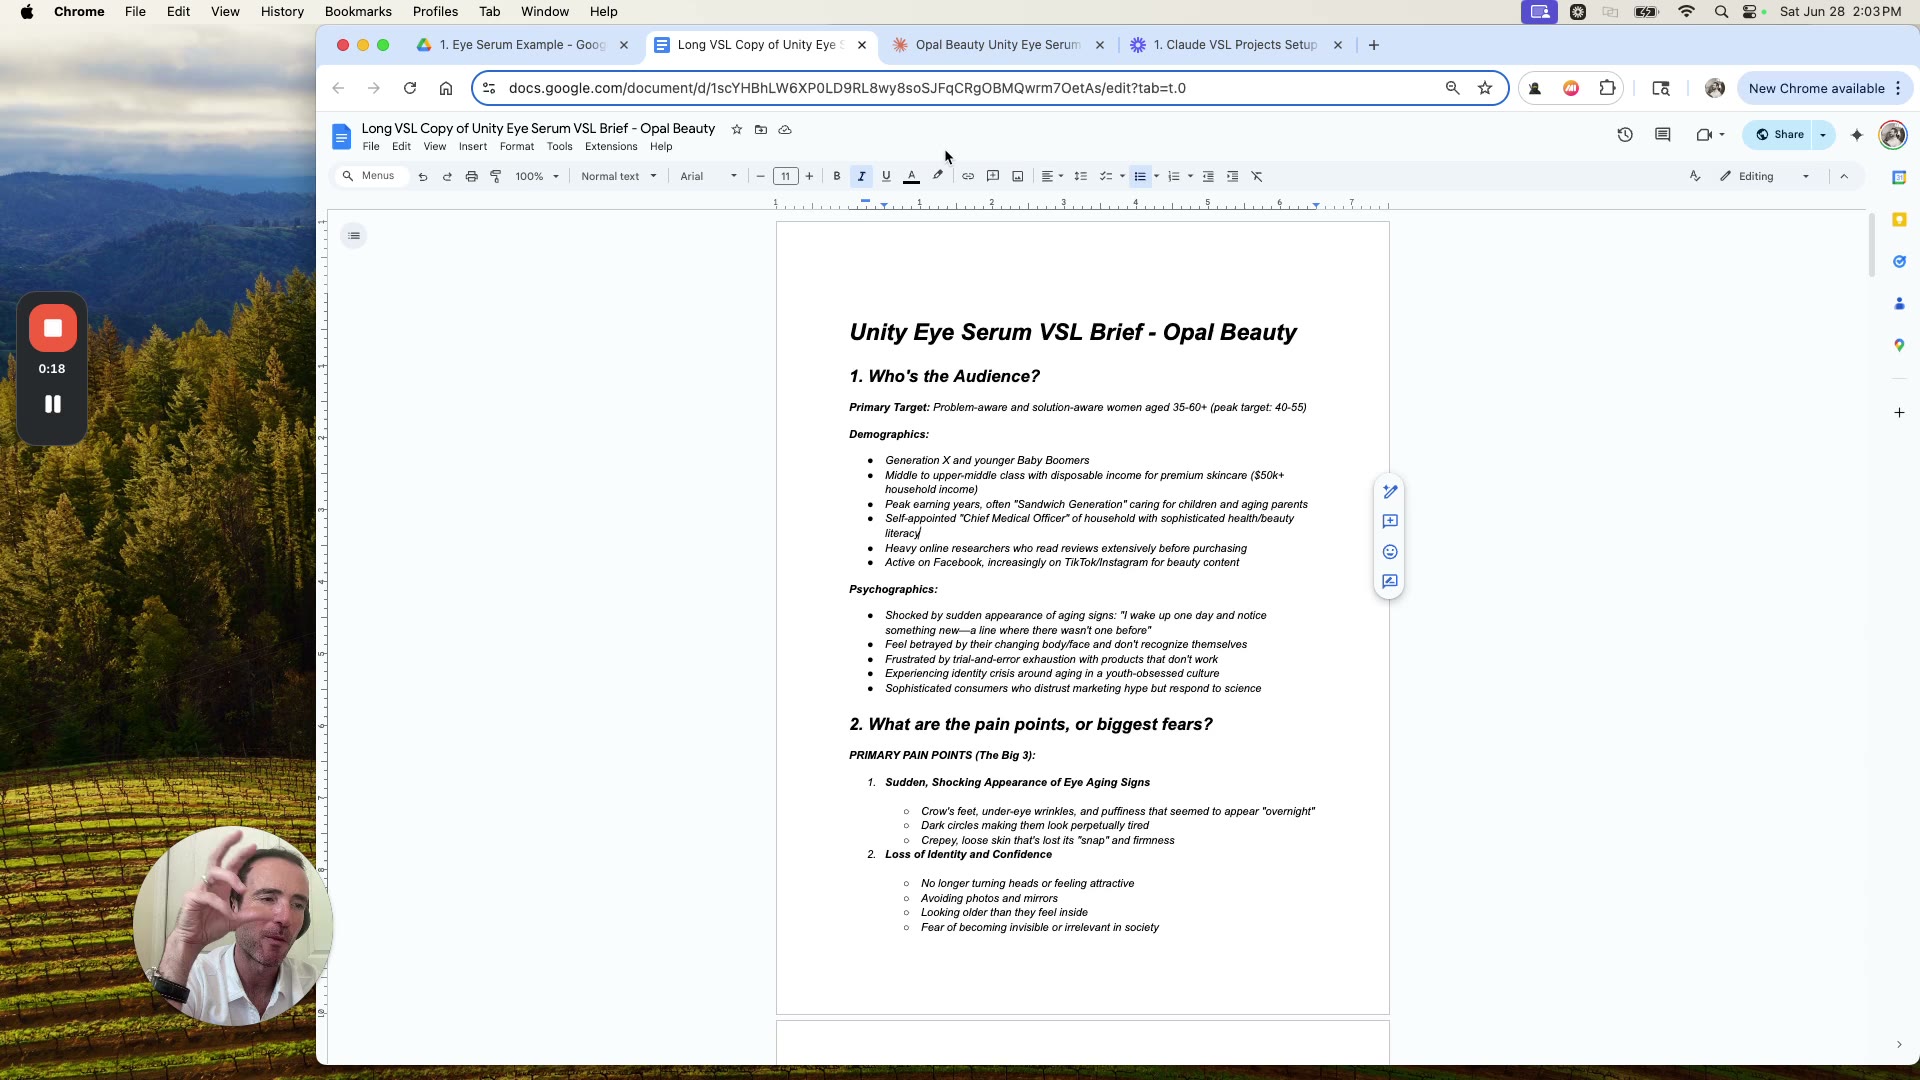 Chrome File Edit View History Bookmarks Profiles Tab Window Help Sat Jun 28 2:03 PM
1. Eye Serum Example - Goog Long VSL Copy of Unity Eye S Opal Beauty Unity Eye Serum 1. Claude VSL Projects Setup
docs.google.com/document/d/1scYHBhLW6XP0LD9RL8wy8soSJFqCRgOBMQwrm7OetAs/edit?tab=t.0 New Chrome available
Long VSL Copy of Unity Eye Serum VSL Brief - Opal Beauty
File Edit View Insert Format Tools Extensions Help
Share
Menus 100% Normal text Arial 11 B I U A Editing
1 1 2 3 4 5 6 7
Unity Eye Serum VSL Brief - Opal Beauty
1. Who's the Audience?
0:18
Primary Target: Problem-aware and solution-aware women aged 35-60+ (peak target: 40-55)
Demographics:
● Generation X and younger Baby Boomers
● Middle to upper-middle class with disposable income for premium skincare ($50k+
household income)
● Peak earning years, often "Sandwich Generation" caring for children and aging parents
● Self-appointed "Chief Medical Officer" of household with sophisticated health/beauty
literacy
● Heavy online researchers who read reviews extensively before purchasing
● Active on Facebook, increasingly on TikTok/Instagram for beauty content
Psychographics:
● Shocked by sudden appearance of aging signs: "I wake up one day and notice
something new—a line where there wasn't one before"
● Feel betrayed by their changing body/face and don't recognize themselves
● Frustrated by trial-and-error exhaustion with products that don't work
● Experiencing identity crisis around aging in a youth-obsessed culture
● Sophisticated consumers who distrust marketing hype but respond to science
2. What are the pain points, or biggest fears?
PRIMARY PAIN POINTS (The Big 3):
1. Sudden, Shocking Appearance of Eye Aging Signs
○ Crow's feet, under-eye wrinkles, and puffiness that seemed to appear "overnight"
○ Dark circles making them look perpetually tired
○ Crepey, loose skin that's lost its "snap" and firmness
2. Loss of Identity and Confidence
○ No longer turning heads or feeling attractive
○ Avoiding photos and mirrors
○ Looking older than they feel inside
○ Fear of becoming invisible or irrelevant in society